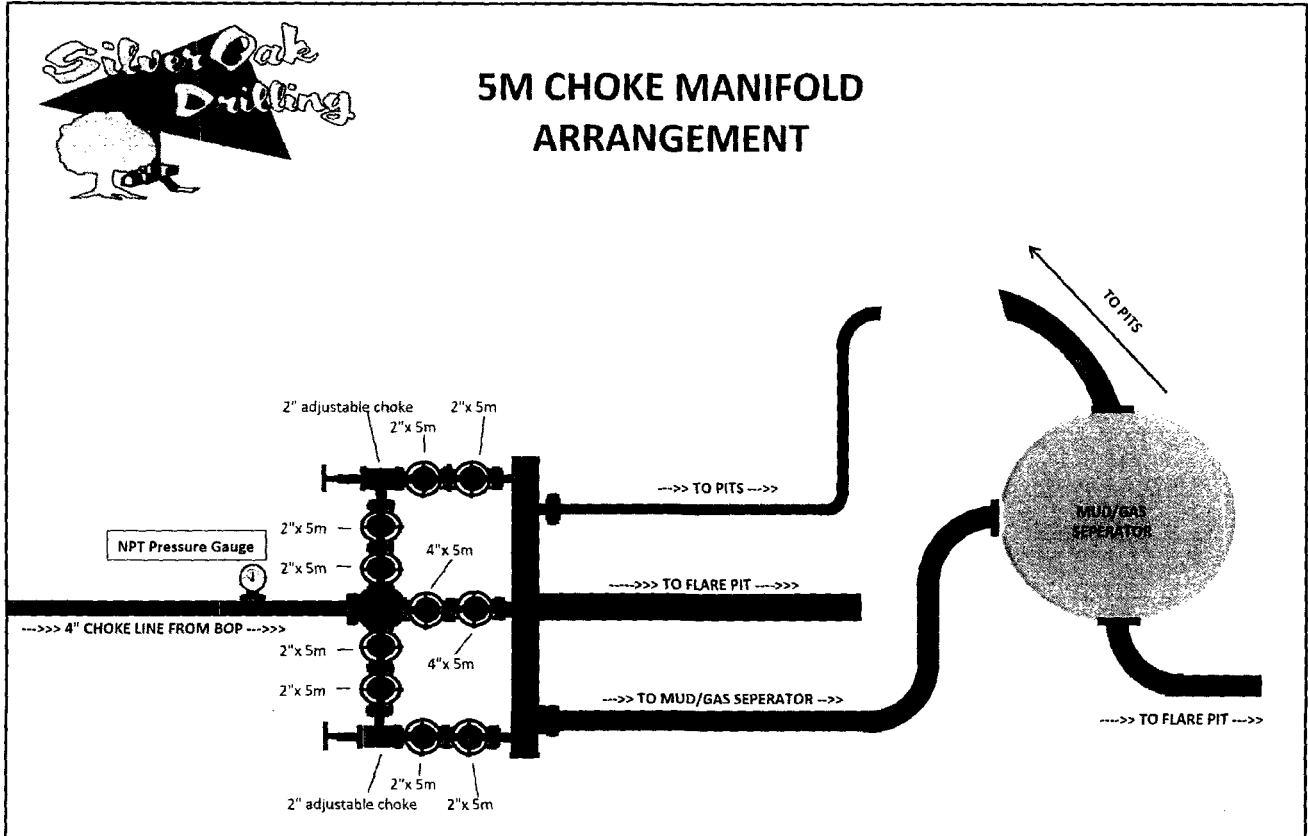 Silver Oak
Drilling
5M CHOKE MANIFOLD
ARRANGEMENT
TO PITS
2" adjustable choke
2"x 5m
2"x 5m
--->> TO PITS --->>
MUD/GAS
SEPERATOR
2"x 5m
NPT Pressure Gauge
4"x 5m
2"x 5m
----->>> TO FLARE PIT ---->>>
--->>> 4" CHOKE LINE FROM BOP --->>>
2"x 5m
4"x 5m
2"x 5m
--->> TO MUD/GAS SEPERATOR -->>
---->> TO FLARE PIT --->>
2"x 5m
2" adjustable choke
2"x 5m